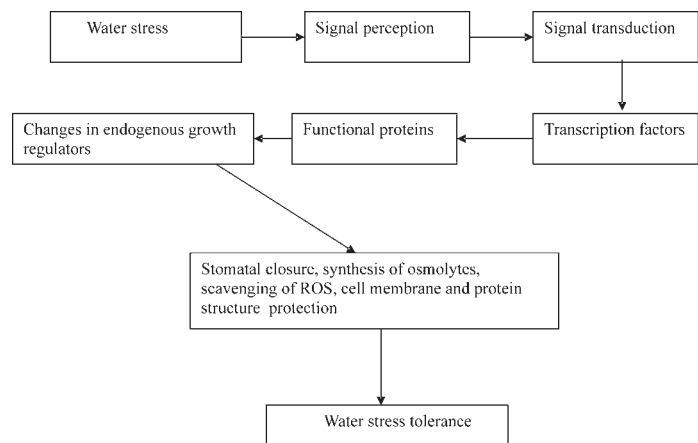 Water stress
Signal perception
Signal transduction
Changes in endogenous growth
regulators
Functional proteins
Transcription factors
Stomatal closure, synthesis of osmolytes,
scavenging of ROS, cell membrane and protein
structure protection
Water stress tolerance